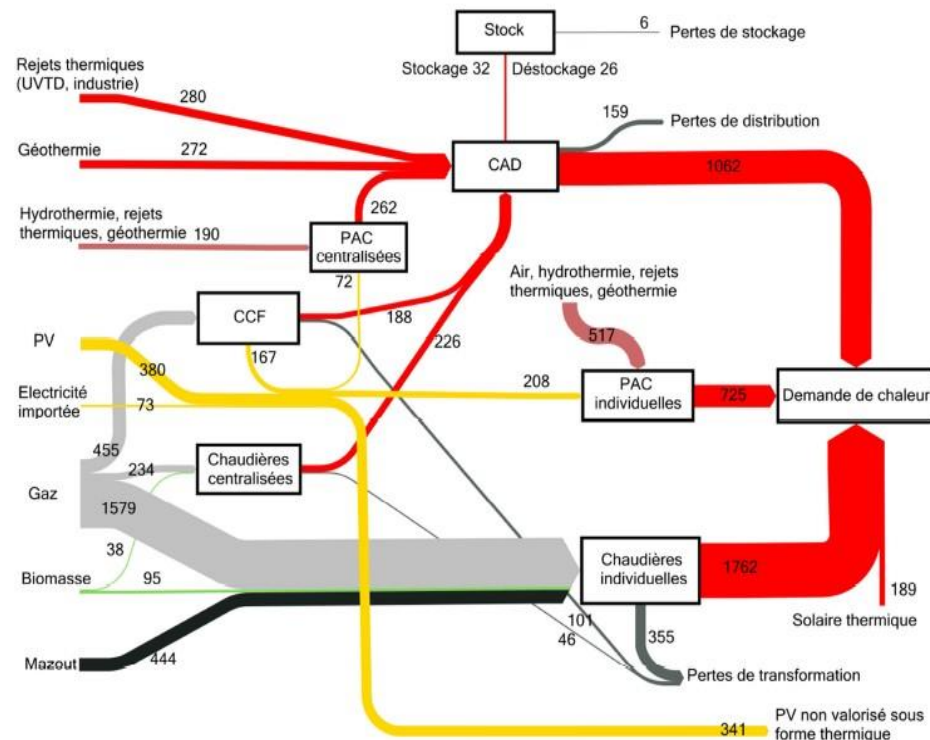 Stock
6
Pertes de stockage
Stockage 32
Déstockage 26
Rejets thermiques
(UVTD, industrie)
280
159
Pertes de distribution
Géothermie
272
CAD
1062
Hydrothermie, rejets
thermiques, géothermie
190
262
PAC
centralisées
72
Air, hydrothermie, rejets
thermiques, géothermie
517
CCF
188
226
PV
380
167
Electricité
importée
73
208
PAC
individuelles
725
Demande de chaleur
455
234
Chaudières
centralisées
Gaz
1579
38
Biomasse
95
Chaudières
individuelles
1762
189
Solaire thermique
101
46
355
Mazout
444
Pertes de transformation
341
PV non valorisé sous
forme thermique